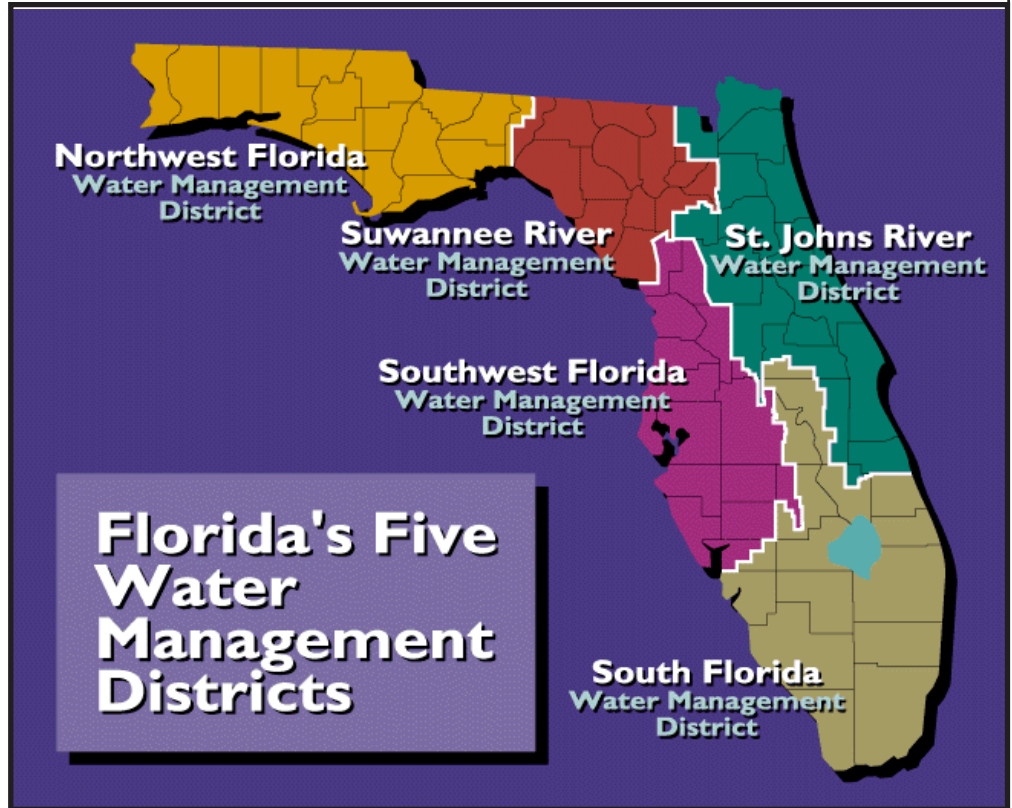 Northwest Florida
Water Management
District
Suwannee River
Water Management
District
St. Johns River
Water Management
District
Southwest Florida
Water Management
District
Florida's Five
Water
Management
Districts
South Florida
Water Management
District